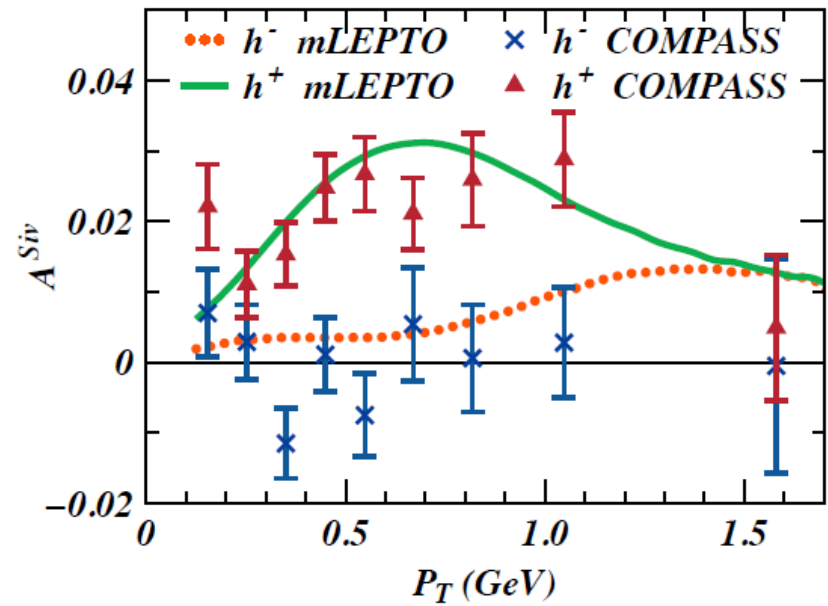 h- mLEPTO h- COMPASS
h+ mLEPTO h+ COMPASS
0.04
0.02
0
−0.02
A Siv
0 0.5 1.0 1.5
P_T (GeV)